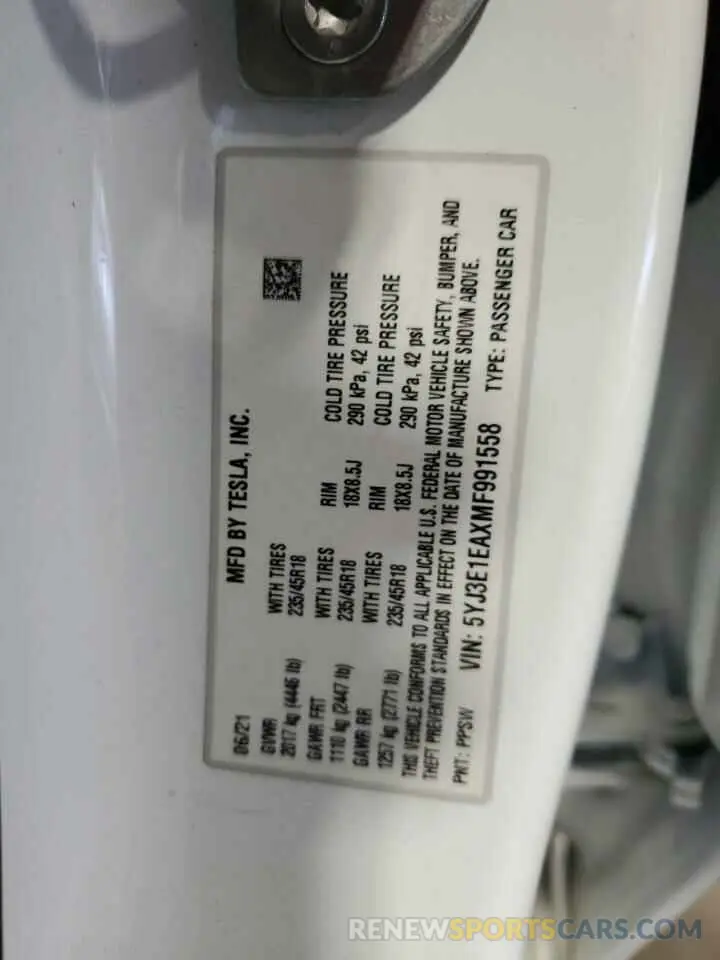 06/21 MFD BY TESLA, INC.
GVWR WITH TIRES
2017 kg (4446 lb) 235/45R18
GAWR FRT WITH TIRES RIM COLD TIRE PRESSURE
1110 kg (2447 lb) 235/45R18 18X8.5J 290 kPa, 42 psi
GAWR RR WITH TIRES RIM COLD TIRE PRESSURE
1257 kg (2771 lb) 235/45R18 18X8.5J 290 kPa, 42 psi
THIS VEHICLE CONFORMS TO ALL APPLICABLE U.S. FEDERAL MOTOR VEHICLE SAFETY, BUMPER, AND
THEFT PREVENTION STANDARDS IN EFFECT ON THE DATE OF MANUFACTURE SHOWN ABOVE.
PNT: PPSW VIN: 5YJ3E1EAXMF991558 TYPE: PASSENGER CAR
RENEWSPORTSCARS.COM